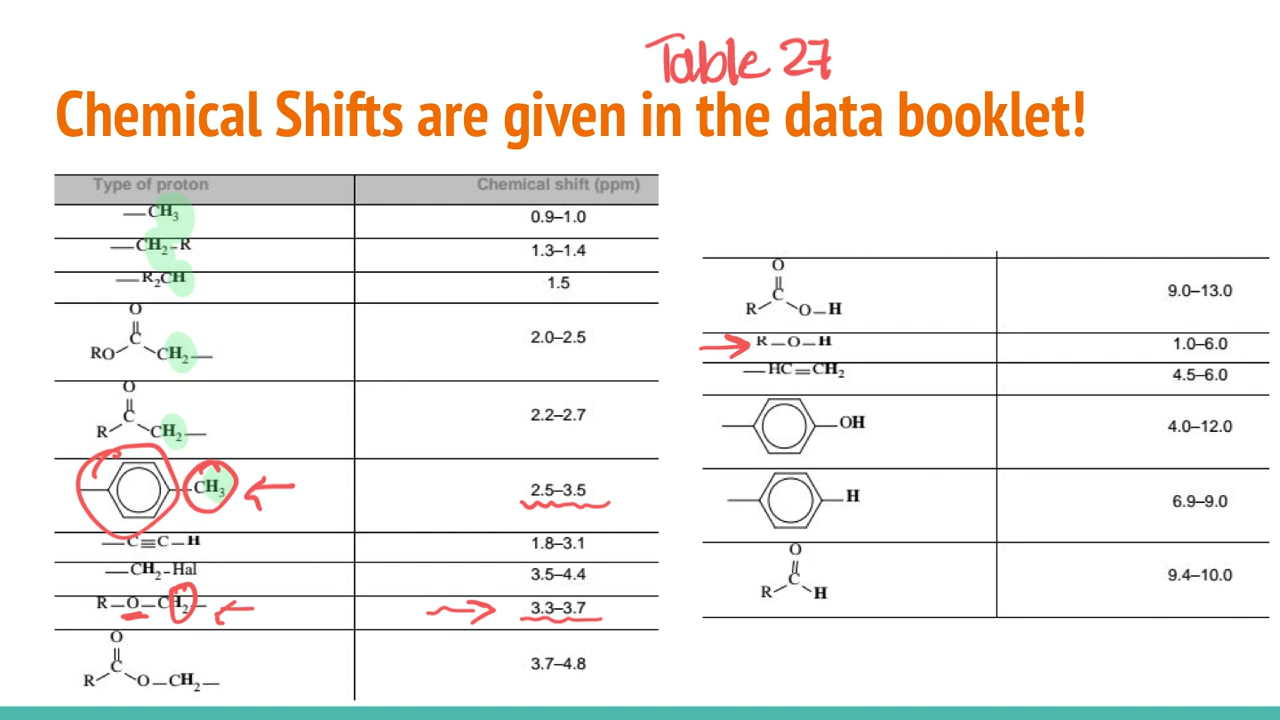 Table 27
Chemical Shifts are given in the data booklet!
Type of proton Chemical shift (ppm)
—CH₃ 0.9–1.0
—CH₂–R 1.3–1.4
—R₂CH 1.5
O
‖
C
RO CH₂— 2.0–2.5
O
‖
C
R CH₂— 2.2–2.7
—CH₃ 2.5–3.5
—C≡C—H 1.8–3.1
—CH₂-Hal 3.5–4.4
R—O—CH₂— 3.3–3.7
O
‖
C
R O—CH₂— 3.7–4.8
O
‖
C
R O—H 9.0–13.0
R—O—H 1.0–6.0
—HC=CH₂ 4.5–6.0
—OH 4.0–12.0
—H 6.9–9.0
O
‖
C
R H 9.4–10.0